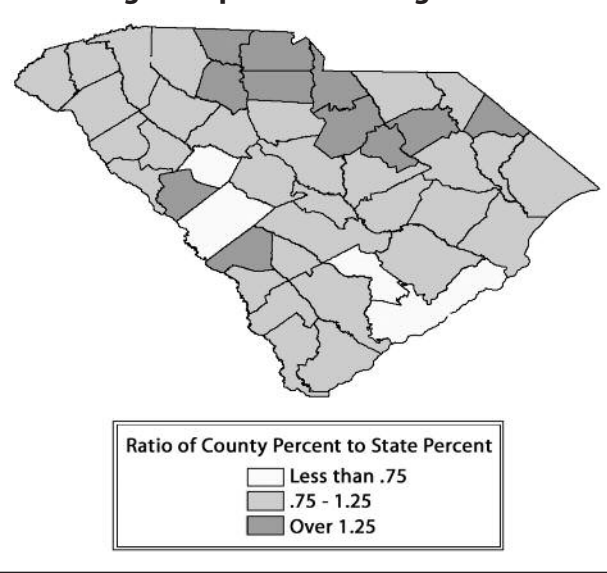 Ratio of County Percent to State Percent
Less than .75
.75 - 1.25
Over 1.25